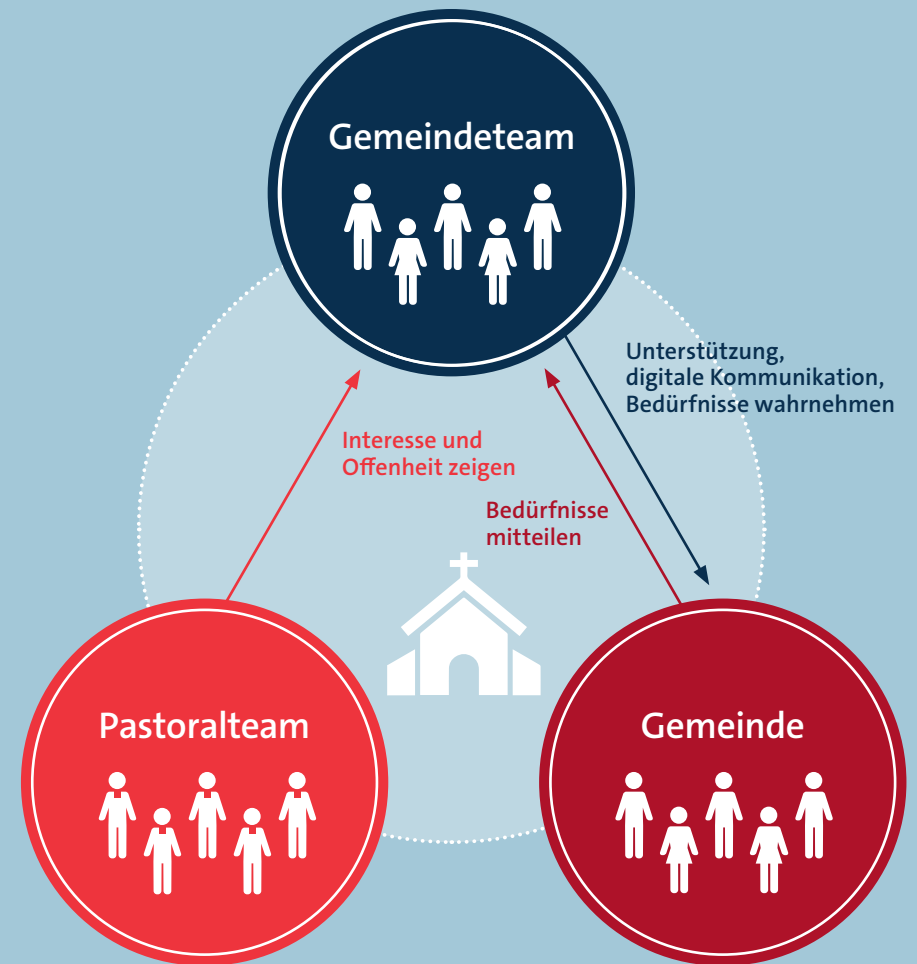 Gemeindeteam
Unterstützung,
digitale Kommunikation,
Bedürfnisse wahrnehmen
Interesse und
Offenheit zeigen
Bedürfnisse
mitteilen
Pastoralteam
Gemeinde